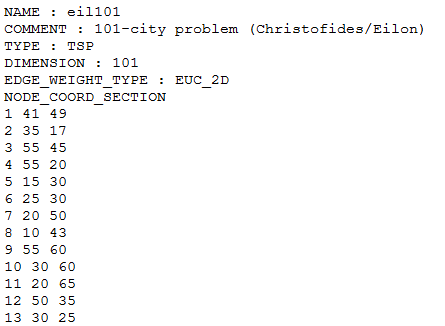 NAME : eil101
COMMENT : 101-city problem (Christofides/Eilon)
TYPE : TSP
DIMENSION : 101
EDGE_WEIGHT_TYPE : EUC_2D
NODE_COORD_SECTION
1 41 49
2 35 17
3 55 45
4 55 20
5 15 30
6 25 30
7 20 50
8 10 43
9 55 60
10 30 60
11 20 65
12 50 35
13 30 25